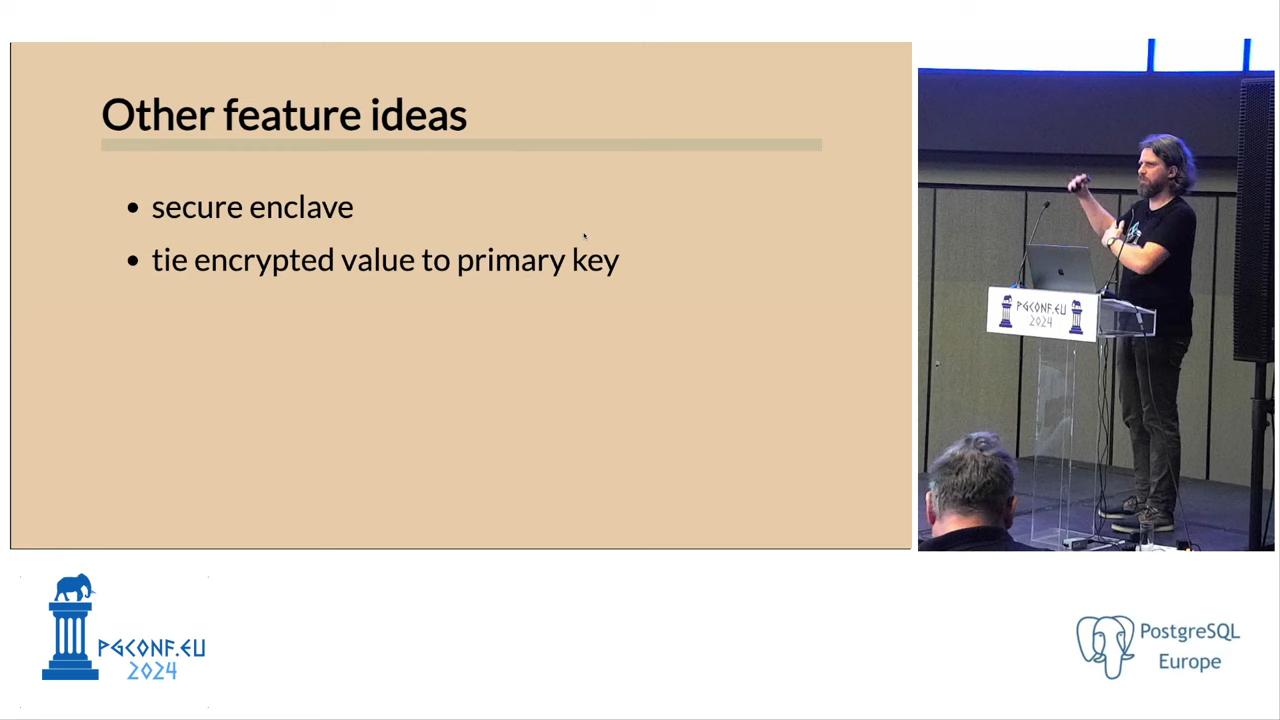 Other feature ideas
• secure enclave
• tie encrypted value to primary key
PGCONF.EU
2024
PGCONF.EU
2024
PostgreSQL
Europe